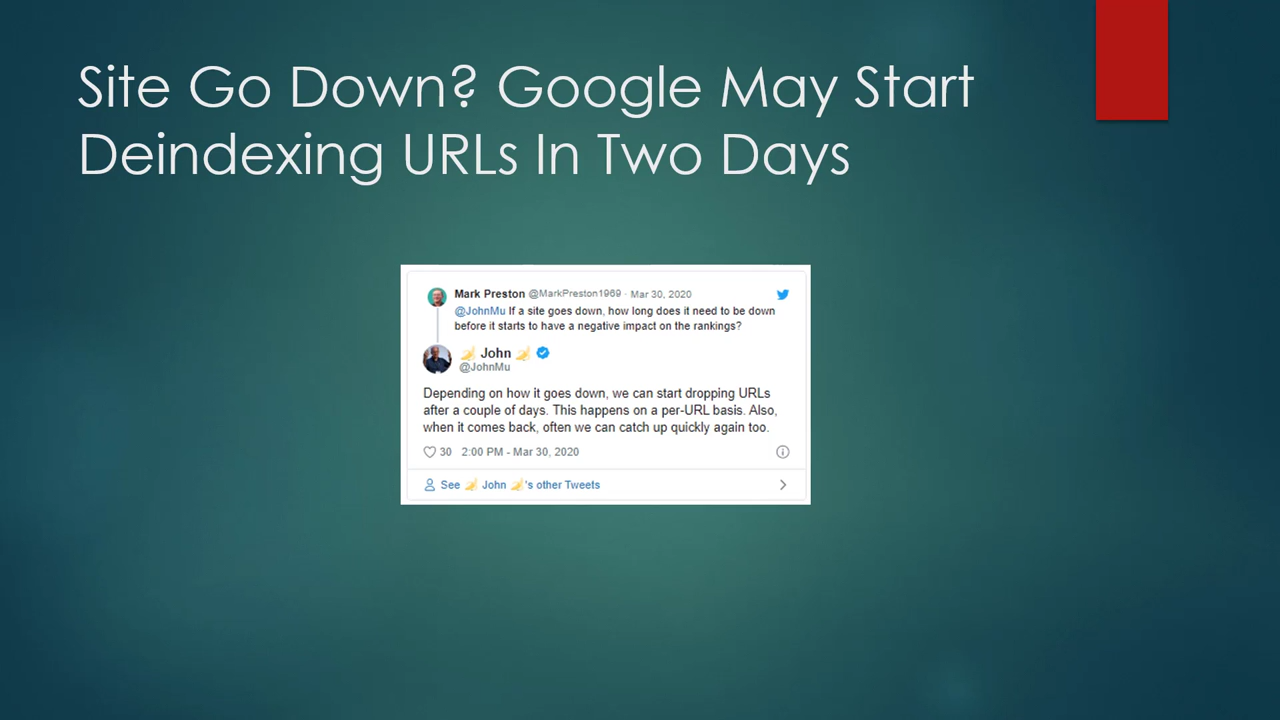 Site Go Down? Google May Start
Deindexing URLs In Two Days
Mark Preston @MarkPreston1969 · Mar 30, 2020
@JohnMu If a site goes down, how long does it need to be down
before it starts to have a negative impact on the rankings?
🍌 John 🍌
@JohnMu
Depending on how it goes down, we can start dropping URLs
after a couple of days. This happens on a per-URL basis. Also,
when it comes back, often we can catch up quickly again too.
30 2:00 PM - Mar 30, 2020
See 🍌 John 🍌's other Tweets